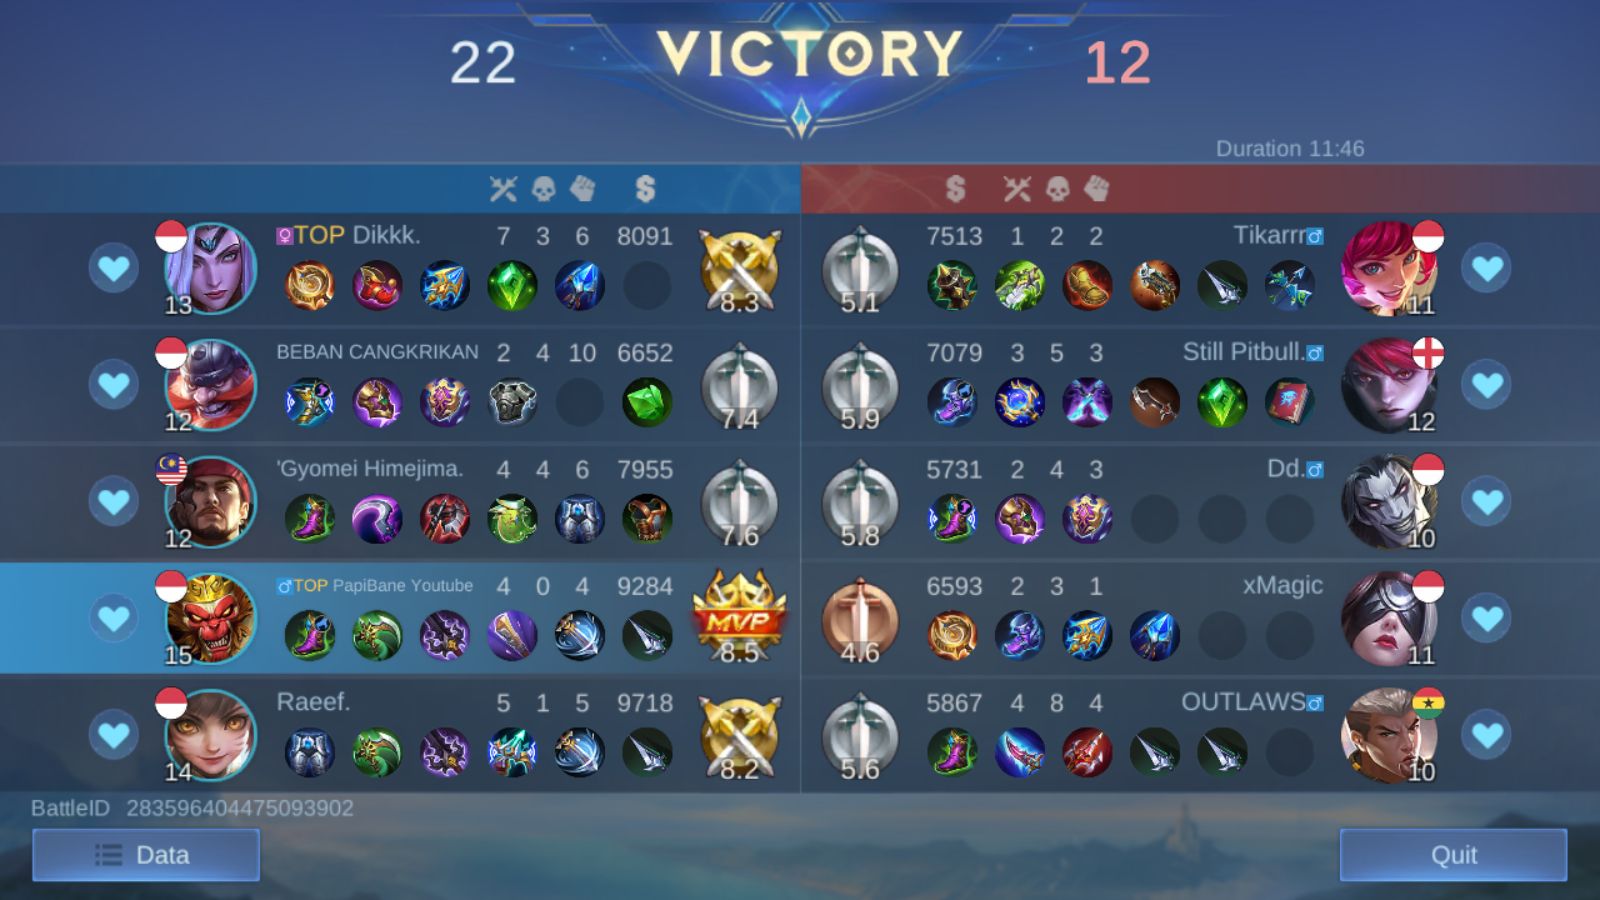 22 VICTORY 12
Duration 11:46
TOP Dikkk. 7 3 6 8091
13 8.3
7513 1 2 2 Tikarrr
5.1 11
BEBAN CANGKRIKAN 2 4 10 6652
12 7.4
7079 3 5 3 Still Pitbull.
5.9 12
'Gyomei Himejima. 4 4 6 7955
12 7.6
5731 2 4 3 Dd.
5.8 10
TOP PapiBane Youtube 4 0 4 9284
MVP
15 8.5
6593 2 3 1 xMagic
4.6 11
Raeef. 5 1 5 9718
14 8.2
5867 4 8 4 OUTLAWS
5.6 10
BattleID 283596404475093902
Data
Quit